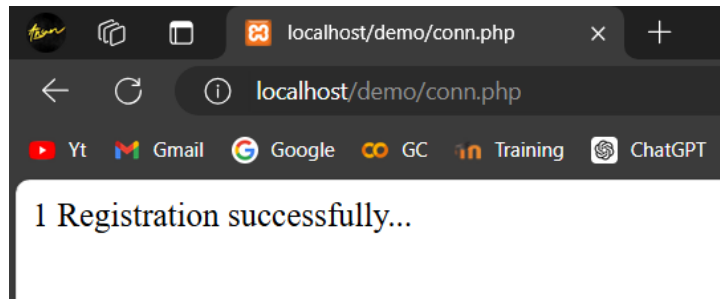 localhost/demo/conn.php
localhost/demo/conn.php
Yt Gmail Google GC Training ChatGPT
1 Registration successfully...